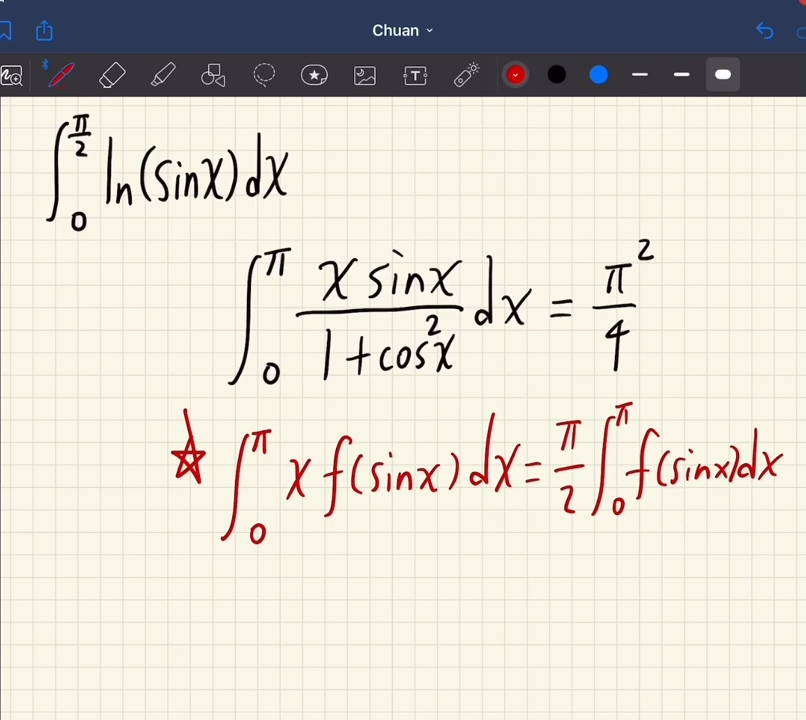 Chuan
∫₀^(π/2) ln(sinx)dx
∫₀^π (x sinx)/(1+cos²x) dx = π²/4
☆ ∫₀^π x f(sinx)dx = π/2 ∫₀^π f(sinx)dx